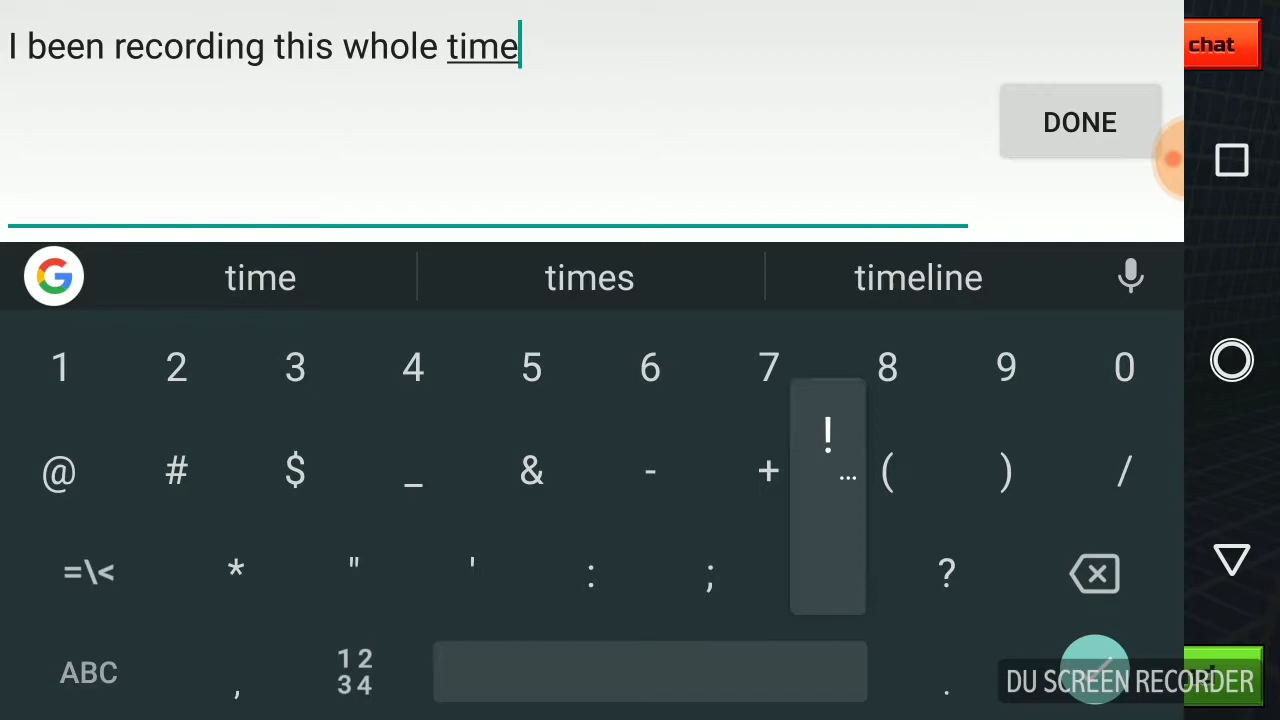 I been recording this whole time
chat
DONE
time times timeline
1 2 3 4 5 6 7 8 9 0
@ # $ _ & - + ! ... ( ) /
=\< * " ' : ; ?
ABC , 1 2 3 4 .
DU SCREEN RECORDER